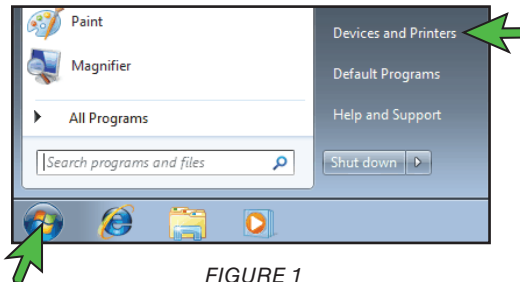 Paint
Magnifier
All Programs
Search programs and files
Devices and Printers
Default Programs
Help and Support
Shut down
FIGURE 1